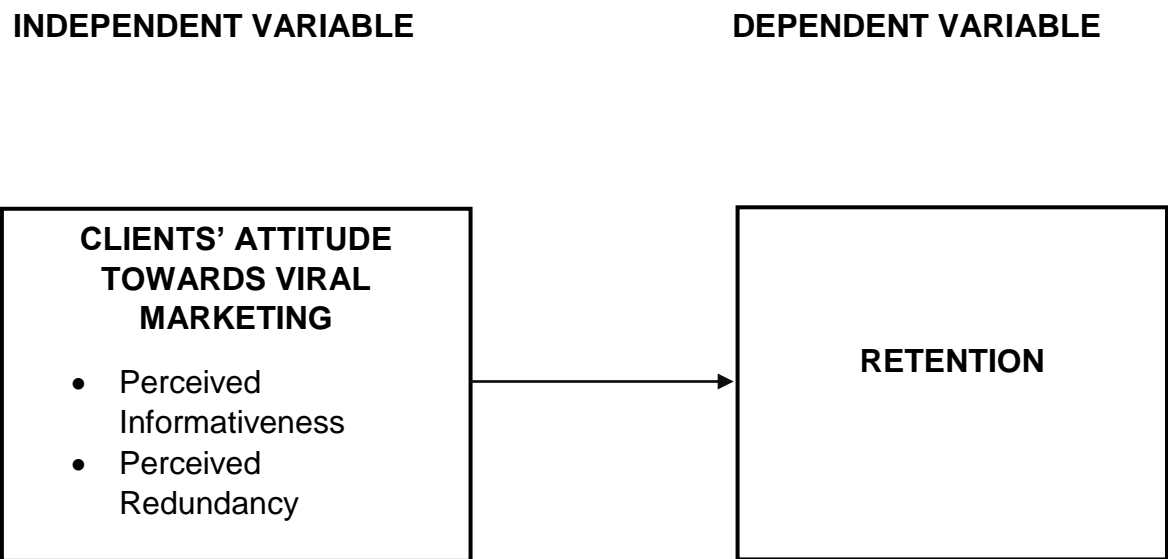 INDEPENDENT VARIABLE
DEPENDENT VARIABLE
CLIENTS’ ATTITUDE
TOWARDS VIRAL
MARKETING
• Perceived
Informativeness
• Perceived
Redundancy
RETENTION